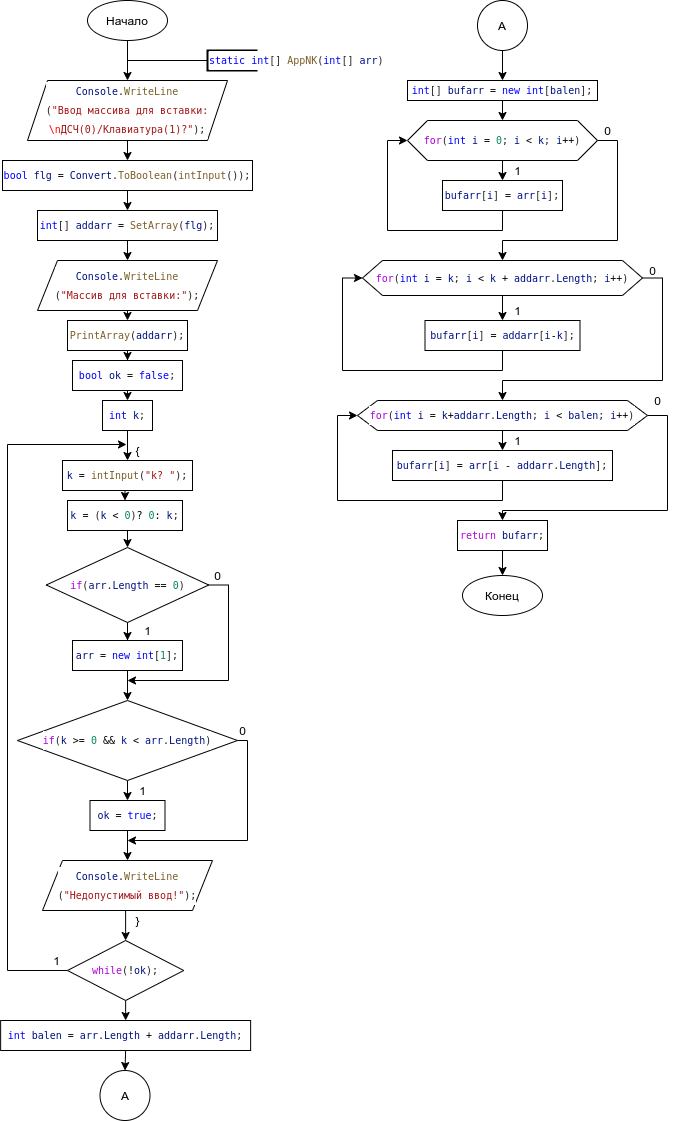 Начало
static int[] AppNK(int[] arr)
Console.WriteLine
("Ввод массива для вставки:
\nДСЧ(0)/Клавиатура(1)?");
bool flg = Convert.ToBoolean(intInput());
int[] addarr = SetArray(flg);
Console.WriteLine
("Массив для вставки:");
PrintArray(addarr);
bool ok = false;
int k;
{
k = intInput("k? ");
k = (k < 0)? 0: k;
if(arr.Length == 0)
0
1
arr = new int[1];
if(k >= 0 && k < arr.Length)
0
1
ok = true;
Console.WriteLine
("Недопустимый ввод!");
}
while(!ok);
1
int balen = arr.Length + addarr.Length;
A
A
int[] bufarr = new int[balen];
for(int i = 0; i < k; i++)
0
1
bufarr[i] = arr[i];
for(int i = k; i < k + addarr.Length; i++)
0
1
bufarr[i] = addarr[i-k];
for(int i = k+addarr.Length; i < balen; i++)
0
1
bufarr[i] = arr[i - addarr.Length];
return bufarr;
Конец